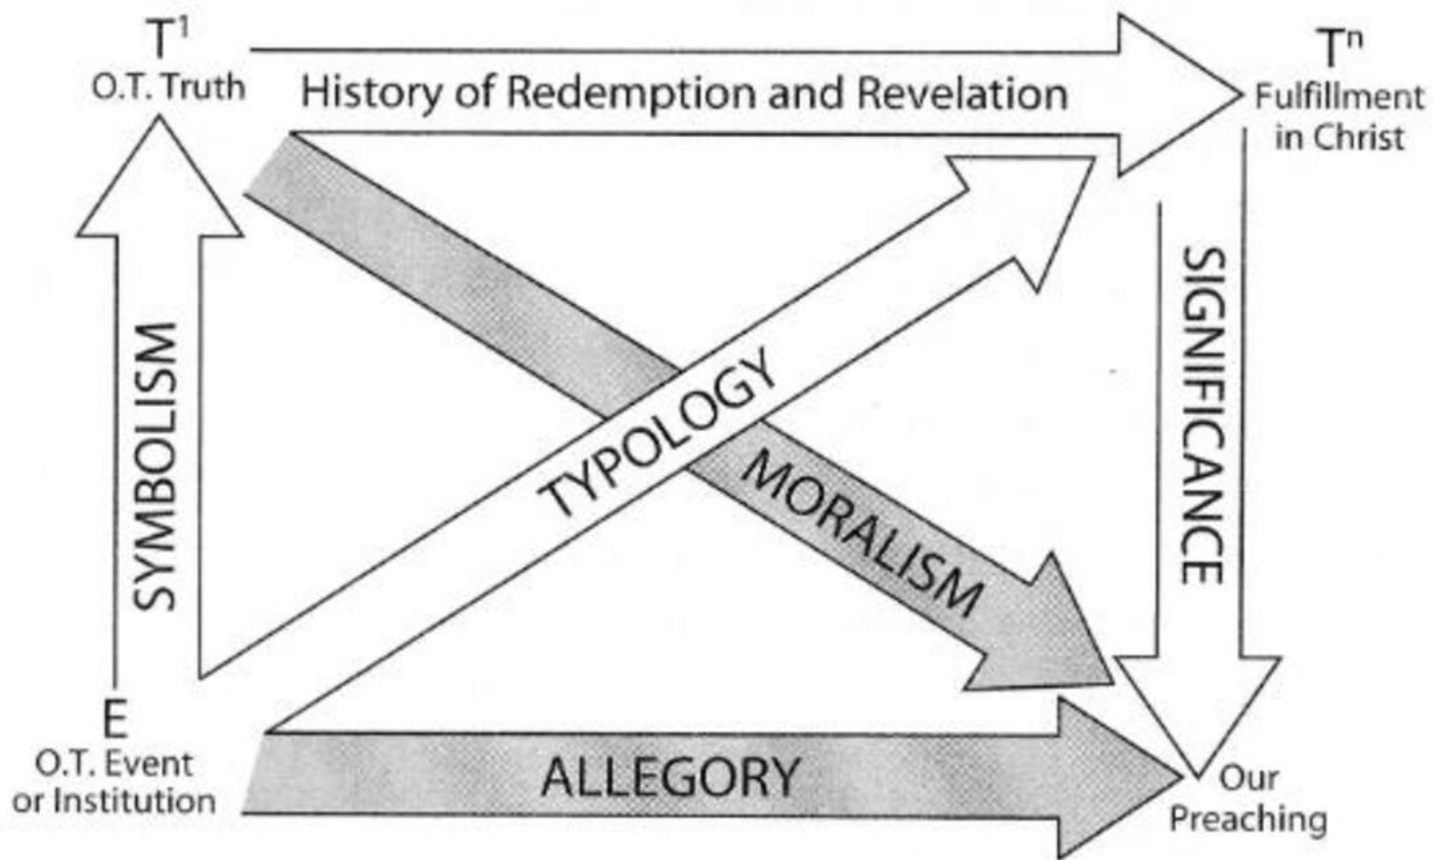 T¹
O.T. Truth
History of Redemption and Revelation
Tⁿ
Fulfillment
in Christ
SYMBOLISM
TYPOLOGY
MORALISM
SIGNIFICANCE
E
O.T. Event
or Institution
ALLEGORY
Our
Preaching